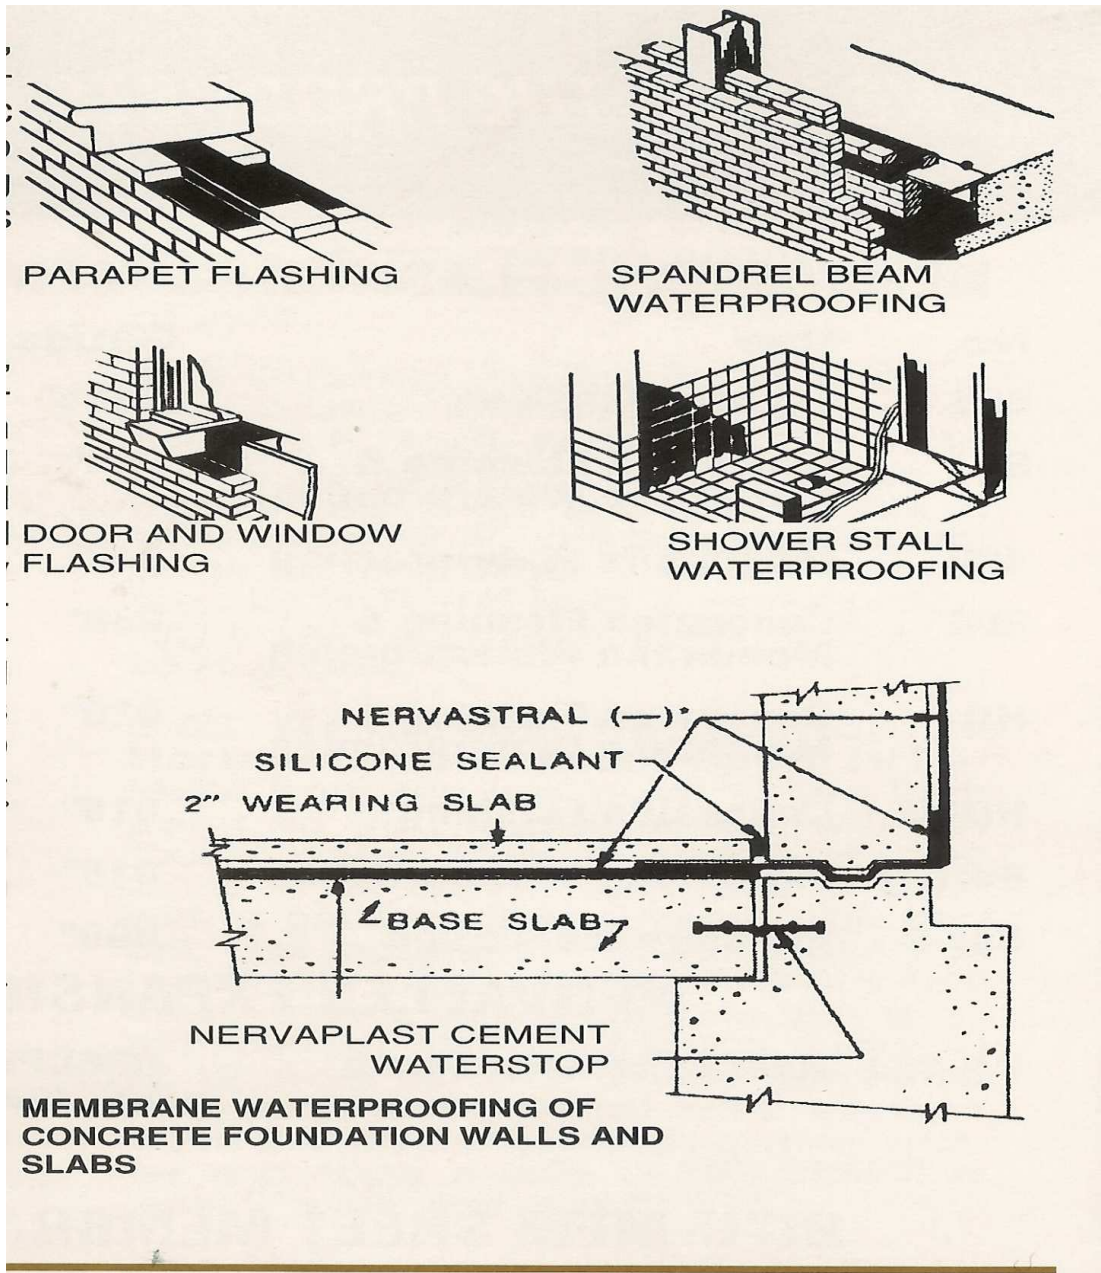 PARAPET FLASHING
SPANDREL BEAM
WATERPROOFING
DOOR AND WINDOW
FLASHING
SHOWER STALL
WATERPROOFING
NERVASTRAL (—)*
SILICONE SEALANT
2" WEARING SLAB
BASE SLAB
NERVAPLAST CEMENT
WATERSTOP
MEMBRANE WATERPROOFING OF
CONCRETE FOUNDATION WALLS AND
SLABS